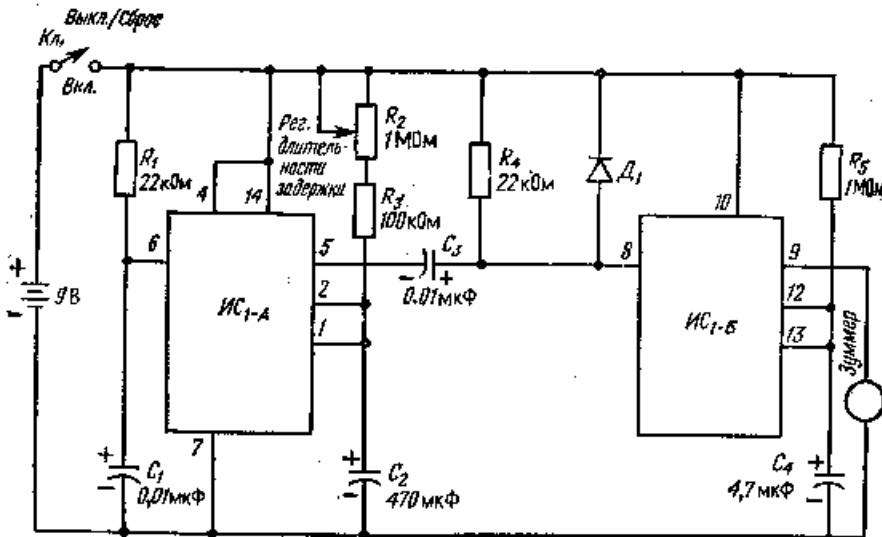 Выкл./Сброс
Кл₁
Вкл.
Рег.
длитель-
ности
задержки
R₁
22кОм
R₂
1МОм
R₃
100кОм
R₄
22кОм
Д₁
R₅
1МОм
4
14
6
5
2
1
7
ИС₁-А
C₃
- +
0.01мкФ
8
10
9
12
13
ИС₁-Б
Зуммер
+
-
9В
+
-
C₁
0,01мкФ
+
-
C₂
470мкФ
+
-
C₄
4,7мкФ